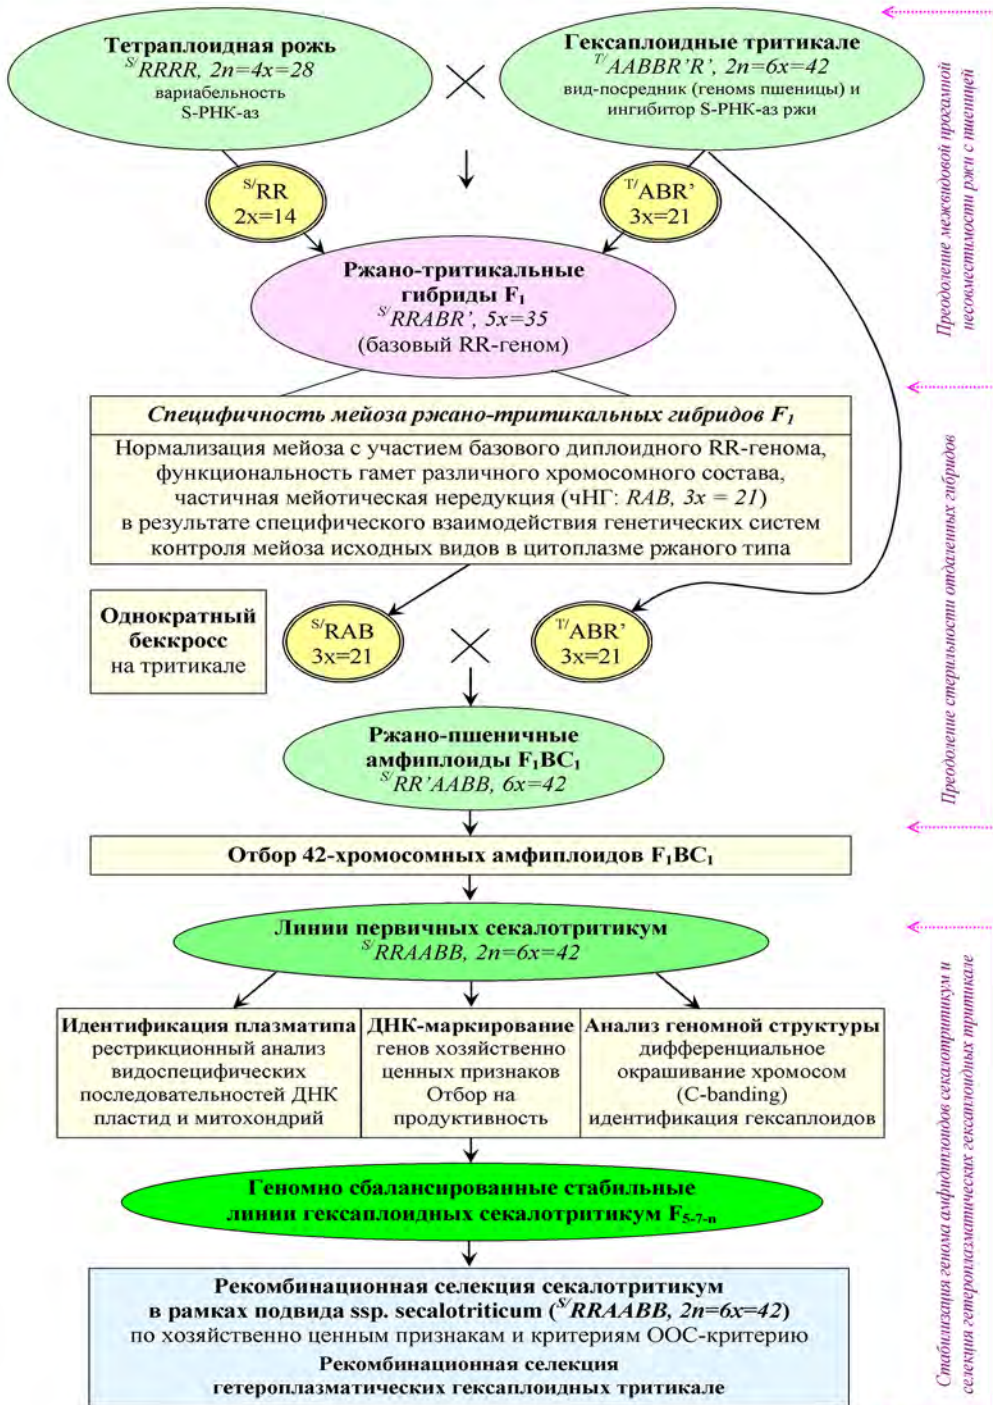 Тетраплоидная рожь
S/RRRR, 2n=4x=28
вариабельность
S-РНК-аз
Гексаплоидные тритикале
T/AABBR’R’, 2n=6x=42
вид-посредник (геномs пшеницы) и
ингибитор S-РНК-аз ржи
S/RR
2x=14
T/ABR’
3x=21
Ржано-тритикальные
гибриды F1
S/RRABR’, 5x=35
(базовый RR-геном)
Преодоление межвидовой прогамной
несовместимости ржи с пшеницей
Специфичность мейоза ржано-тритикальных гибридов F1
Нормализация мейоза с участием базового диплоидного RR-генома,
функциональность гамет различного хромосомного состава,
частичная мейотическая нередукция (чНГ: RAB, 3x = 21)
в результате специфического взаимодействия генетических систем
контроля мейоза исходных видов в цитоплазме ржаного типа
Однократный
беккросс
на тритикале
S/RAB
3x=21
T/ABR’
3x=21
Ржано-пшеничные
амфиплоиды F1BC1
S/RR’AABB, 6x=42
Преодоление стерильности отдаленных гибридов
Отбор 42-хромосомных амфиплоидов F1BC1
Линии первичных секалотритикум
S/RRAABB, 2n=6x=42
Идентификация плазматипа
рестрикционный анализ
видоспецифических
последовательностей ДНК
пластид и митохондрий
ДНК-маркирование
генов хозяйственно
ценных признаков
Отбор на
продуктивность
Анализ геномной структуры
дифференциальное
окрашивание хромосом
(C-banding)
идентификация гексаплоидов
Геномно сбалансированные стабильные
линии гексаплоидных секалотритикум F5-7-n
Рекомбинационная селекция секалотритикум
в рамках подвида ssp. secalotriticum (S/RRAABB, 2n=6x=42)
по хозяйственно ценным признакам и критериям ООС-критерию
Рекомбинационная селекция
гетероплазматических гексаплоидных тритикале
Стабилизация генома амфидиплоидов секалотритикум и
селекция гетероплазматических гексаплоидных тритикале